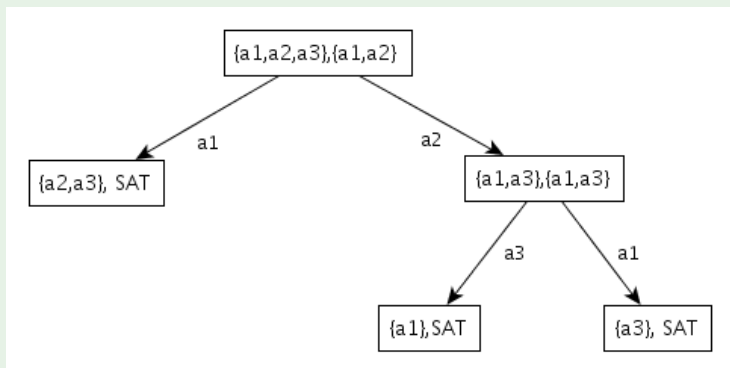 {a1,a2,a3},{a1,a2}
a1
a2
{a2,a3}, SAT
{a1,a3},{a1,a3}
a3
a1
{a1},SAT
{a3}, SAT